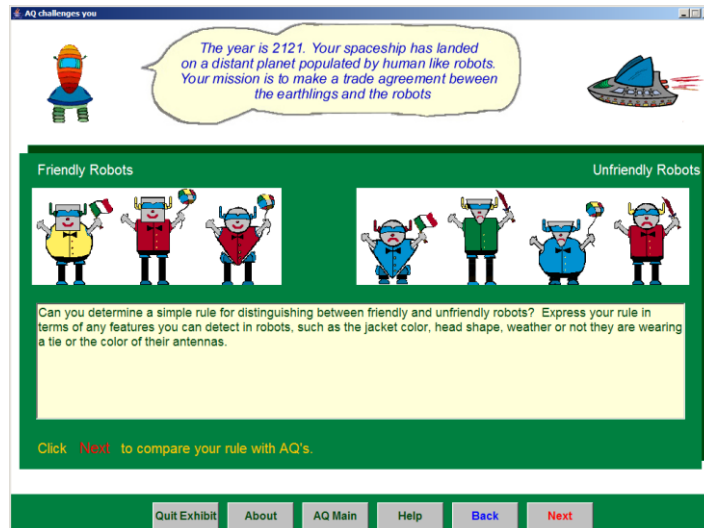 AQ challenges you
The year is 2121. Your spaceship has landed
on a distant planet populated by human like robots.
Your mission is to make a trade agreement beween
the earthlings and the robots
Friendly Robots
Unfriendly Robots
Can you determine a simple rule for distinguishing between friendly and unfriendly robots?  Express your rule in
terms of any features you can detect in robots, such as the jacket color, head shape, weather or not they are wearing
a tie or the color of their antennas.
Click Next to compare your rule with AQ's.
Quit Exhibit
About
AQ Main
Help
Back
Next